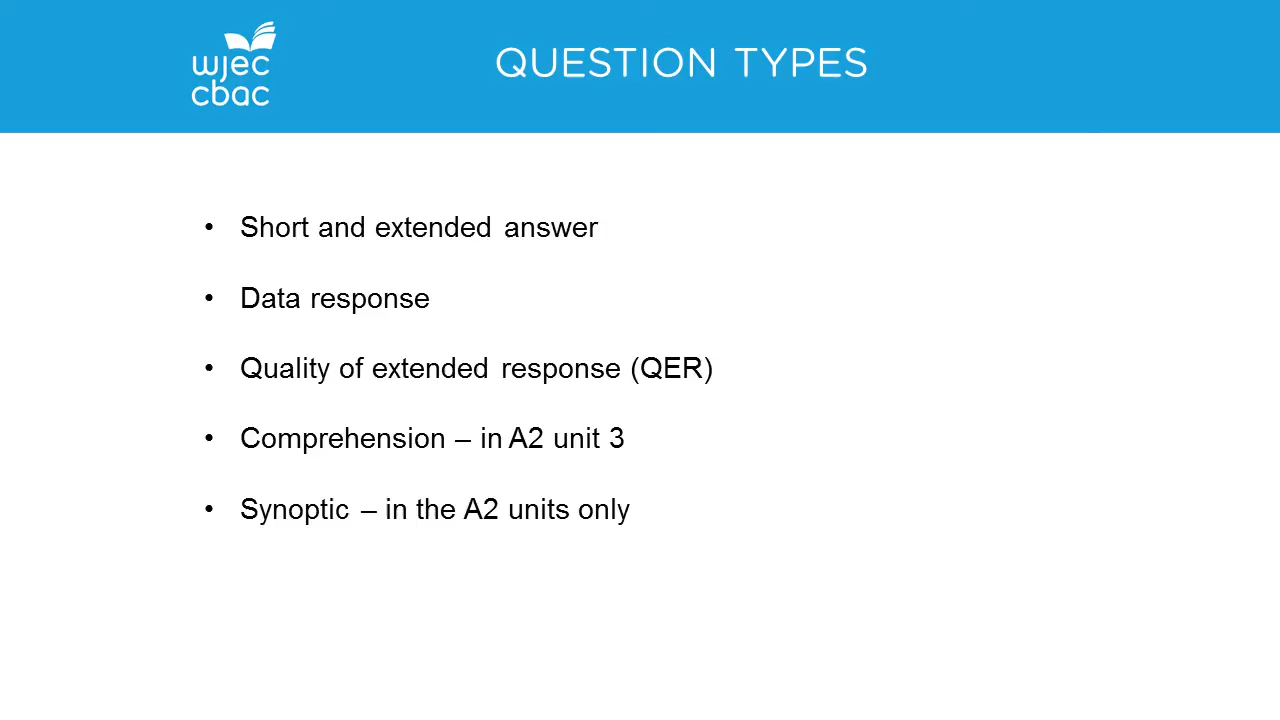 wjec
cbac
QUESTION TYPES
• Short and extended answer
• Data response
• Quality of extended response (QER)
• Comprehension – in A2 unit 3
• Synoptic – in the A2 units only